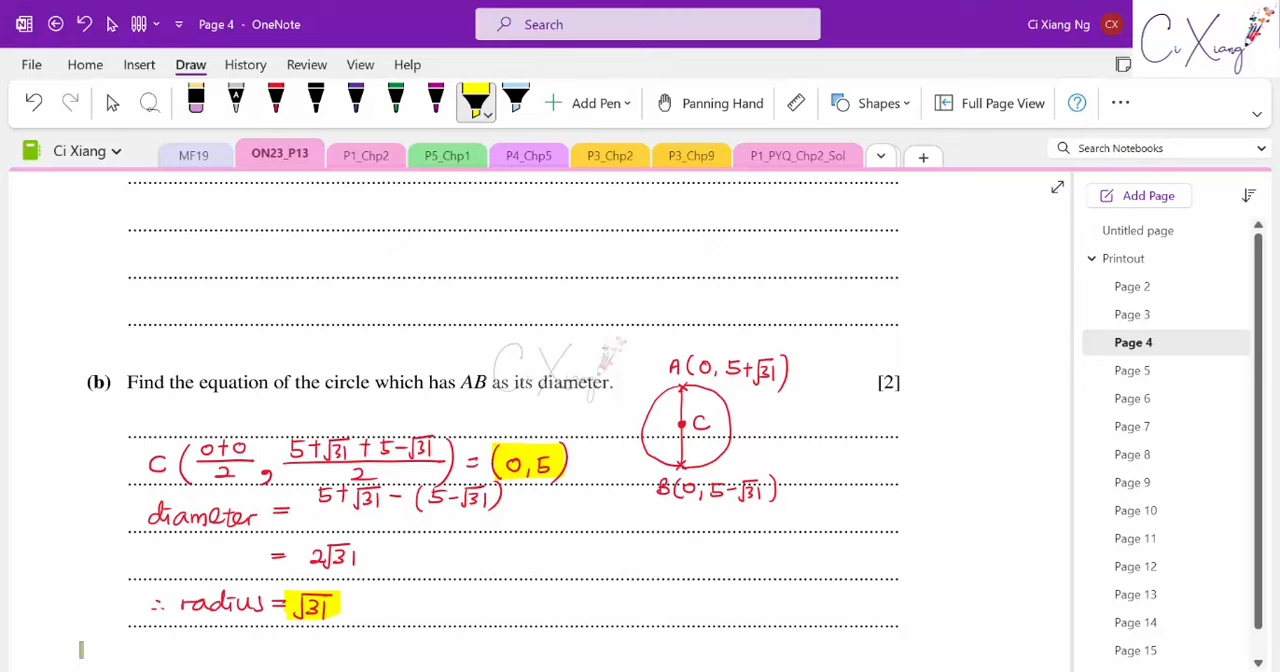 Page 4 - OneNote
Search
Ci Xiang Ng
CX
Ci Xiang
File Home Insert Draw History Review View Help
Add Pen
Panning Hand
Shapes
Full Page View
Ci Xiang
MF19
ON23_P13
P1_Chp2
P5_Chp1
P4_Chp5
P3_Chp2
P3_Chp9
P1_PYQ_Chp2_Sol
Search Notebooks
Add Page
Untitled page
Printout
Page 2
Page 3
Page 4
Page 5
Page 6
Page 7
Page 8
Page 9
Page 10
Page 11
Page 12
Page 13
Page 14
Page 15
Ci Xiang
(b) Find the equation of the circle which has AB as its diameter. [2]
A(0, 5+√31)
C
B(0, 5-√31)
C ( (0+0)/2 , (5+√31 + 5-√31)/2 ) = (0, 5)
diameter = 5+√31 - (5-√31)
= 2√31
∴ radius = √31